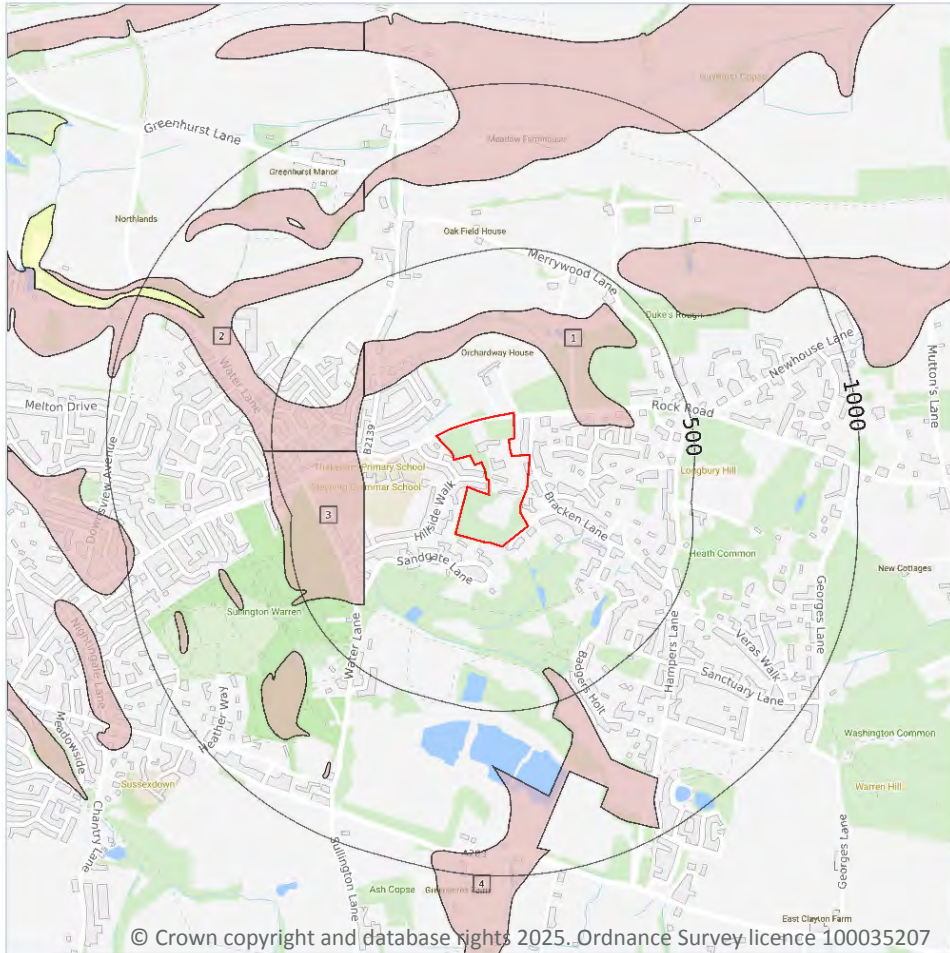 Bayhurst Copse
Greenhurst Lane
Meadow Farmhouse
Greenhurst Manor
Northlands
Oak Field House
Merrywood Lane
Duke's Rough
2
1
Orchardway House
Newhouse Lane
1000
Mutton's Lane
Water Lane
Melton Drive
B2139
Rock Road
500
Downsview Avenue
Thakeham Primary School
Steyning Grammar School
Longbury Hill
3
Hillside Walk
Bracken Lane
Sandgate Lane
Heath Common
New Cottages
Sullington Warren
Georges Lane
Nightingale Lane
Water Lane
Hampers Lane
Veras Walk
Badgers Holt
Sanctuary Lane
Heather Way
Meadowside
Washington Common
Sussexdown
Warren Hill
Chantry Lane
Sullington Lane
A283
Georges Lane
4
Ash Copse
East Clayton Farm
© Crown copyright and database rights 2025. Ordnance Survey licence 100035207